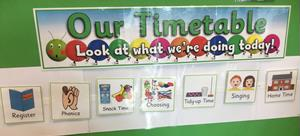 Our Timetable
Look at what we're doing today!
Register
Phonics
Snack Time
Choosing
Tidy-up Time
Singing
Home Time